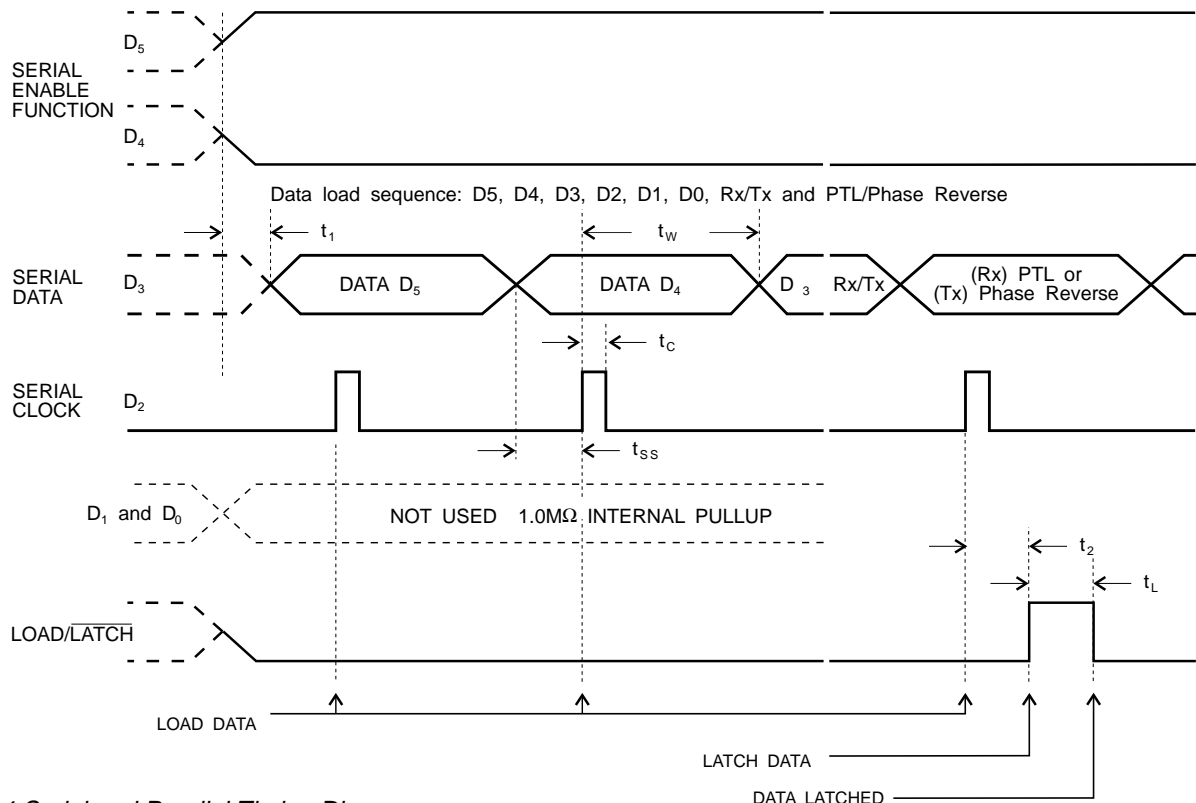 D5
SERIAL
ENABLE
FUNCTION
D4
Data load sequence: D5, D4, D3, D2, D1, D0, Rx/Tx and PTL/Phase Reverse
t1
tW
SERIAL
DATA
D3
DATA D5
DATA D4
D 3
Rx/Tx
(Rx) PTL or
(Tx) Phase Reverse
tC
SERIAL
CLOCK
D2
tSS
D1 and D0
NOT USED 1.0MΩ INTERNAL PULLUP
t2
tL
LOAD/LATCH
LOAD DATA
LATCH DATA
DATA LATCHED